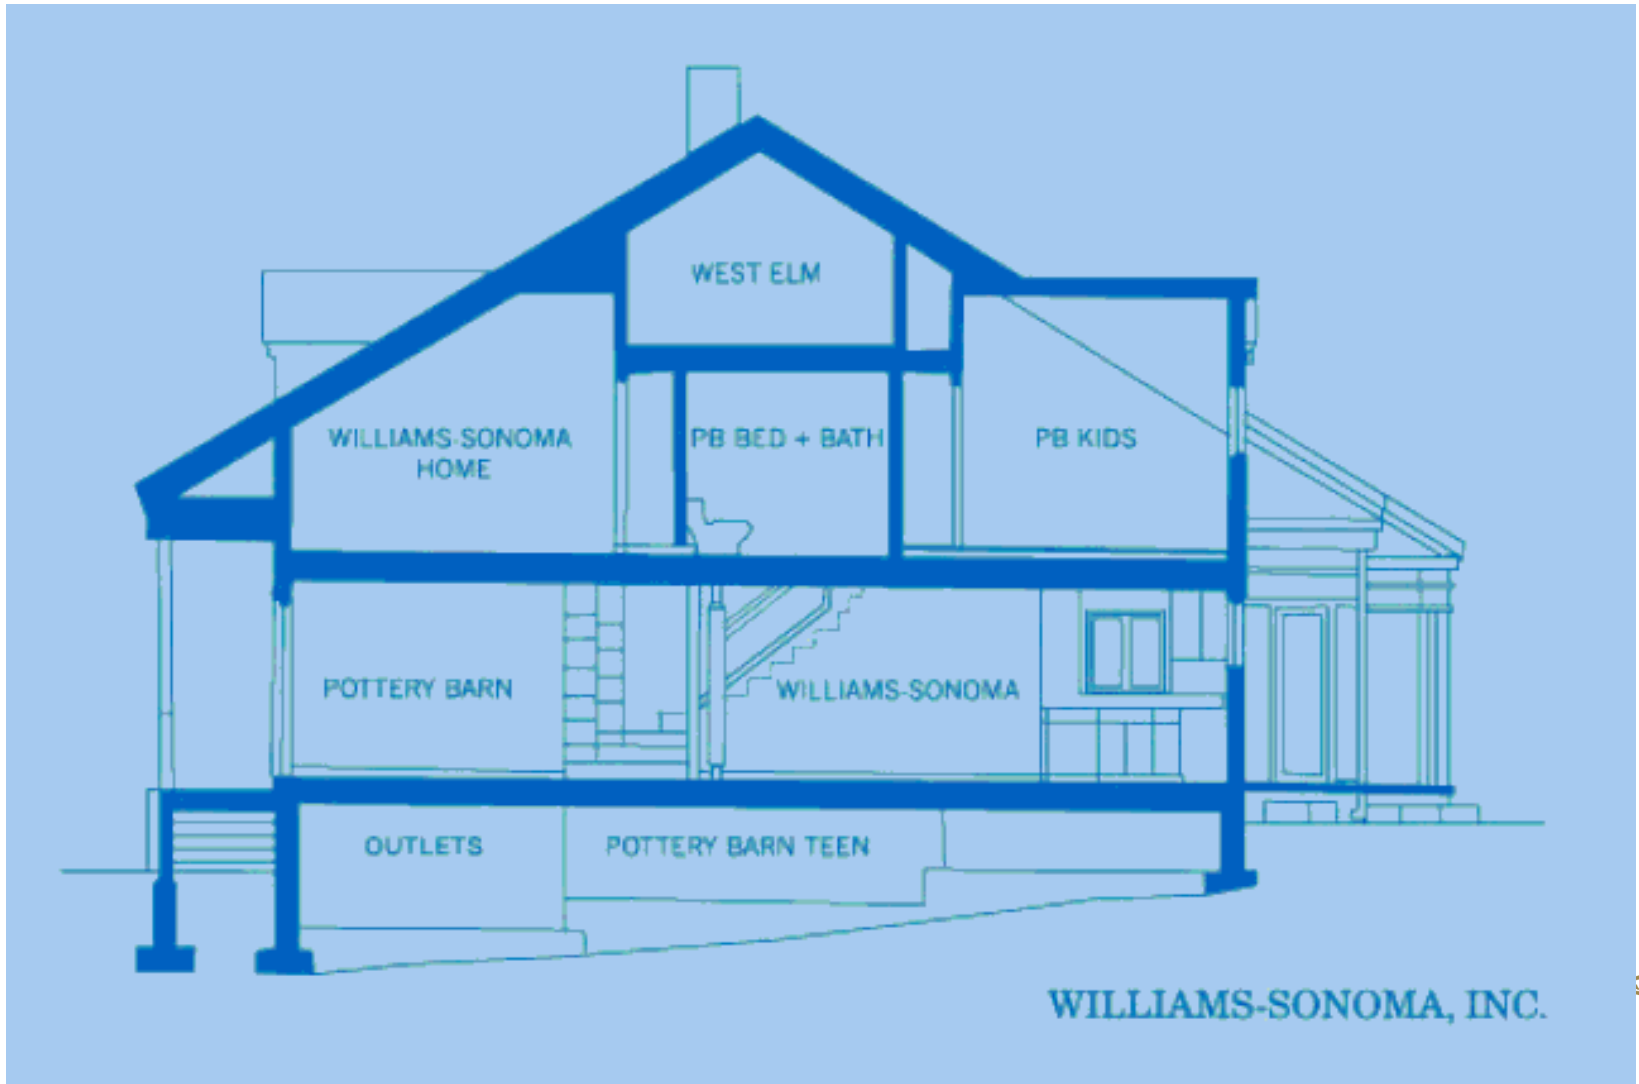 WEST ELM
WILLIAMS-SONOMA
HOME
PB BED + BATH
PB KIDS
POTTERY BARN
WILLIAMS-SONOMA
OUTLETS
POTTERY BARN TEEN
WILLIAMS-SONOMA, INC.